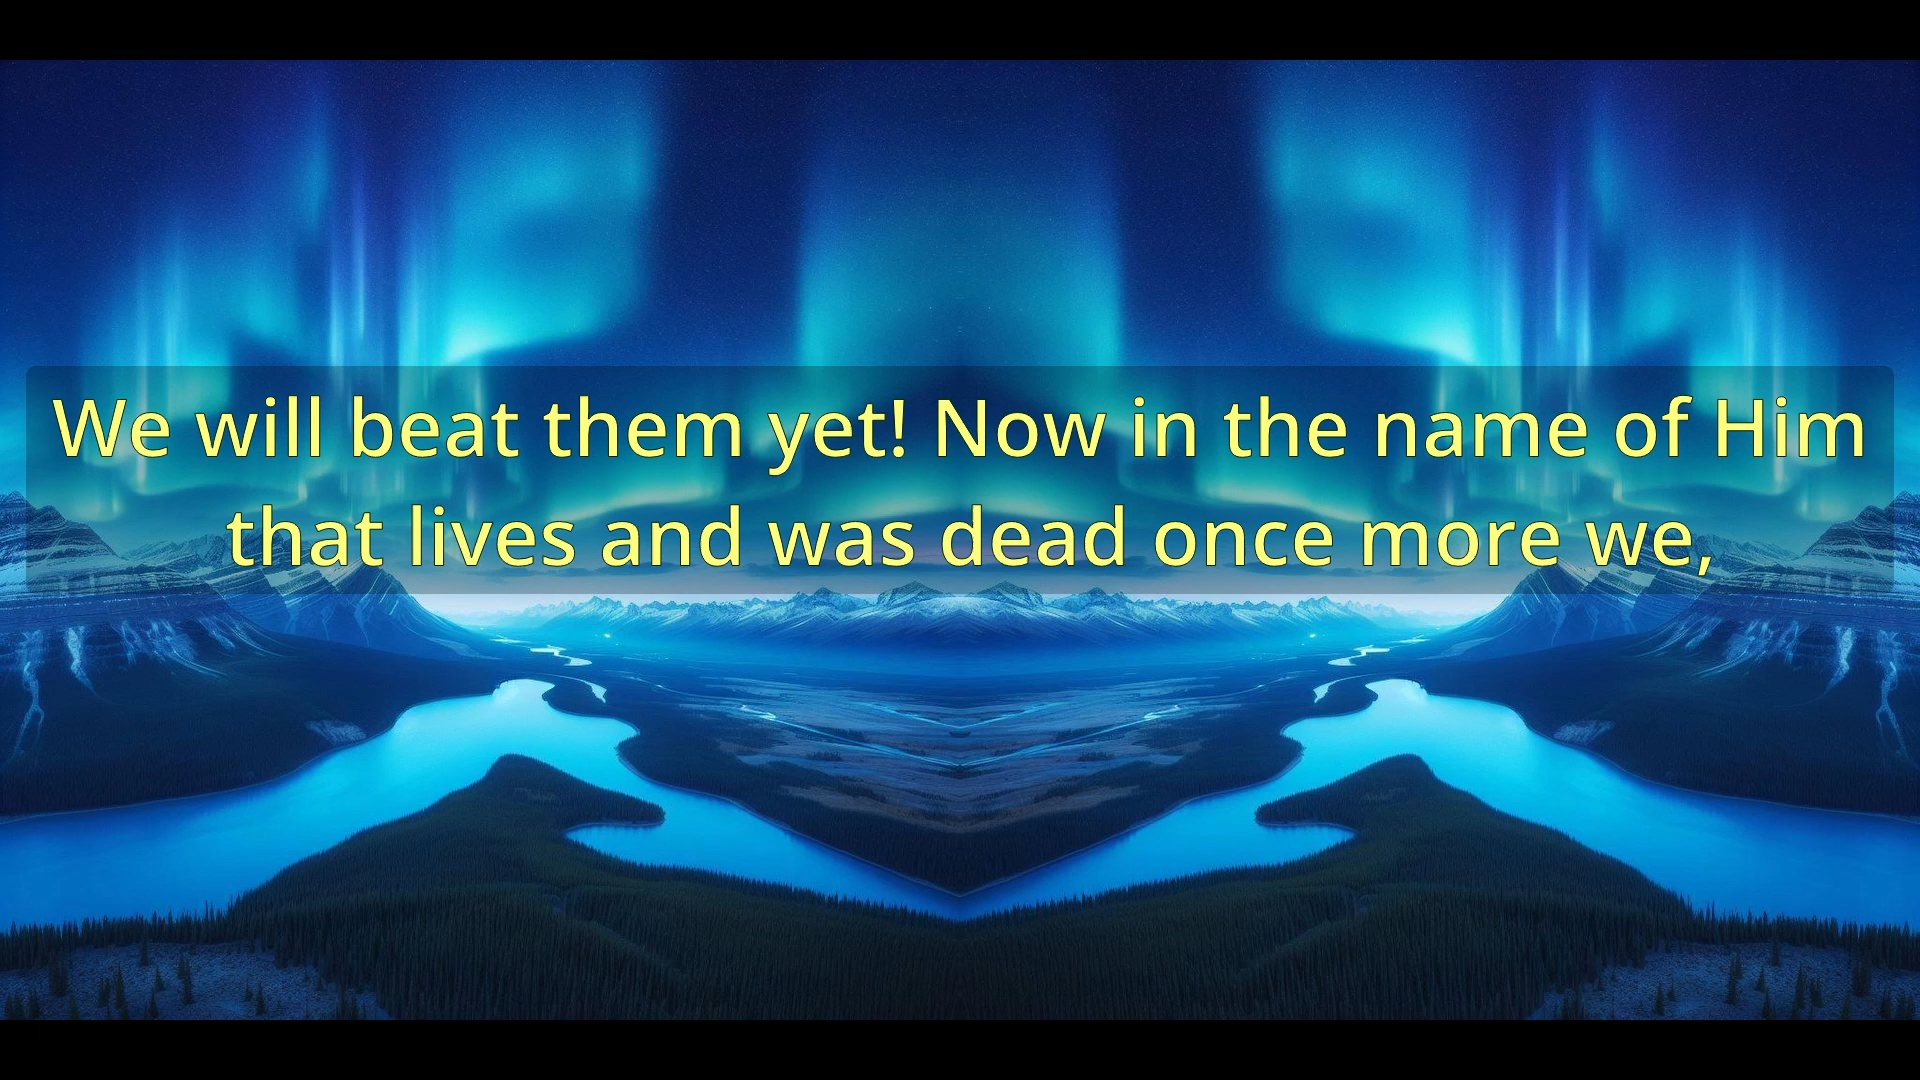 We will beat them yet! Now in the name of Him
that lives and was dead once more we,